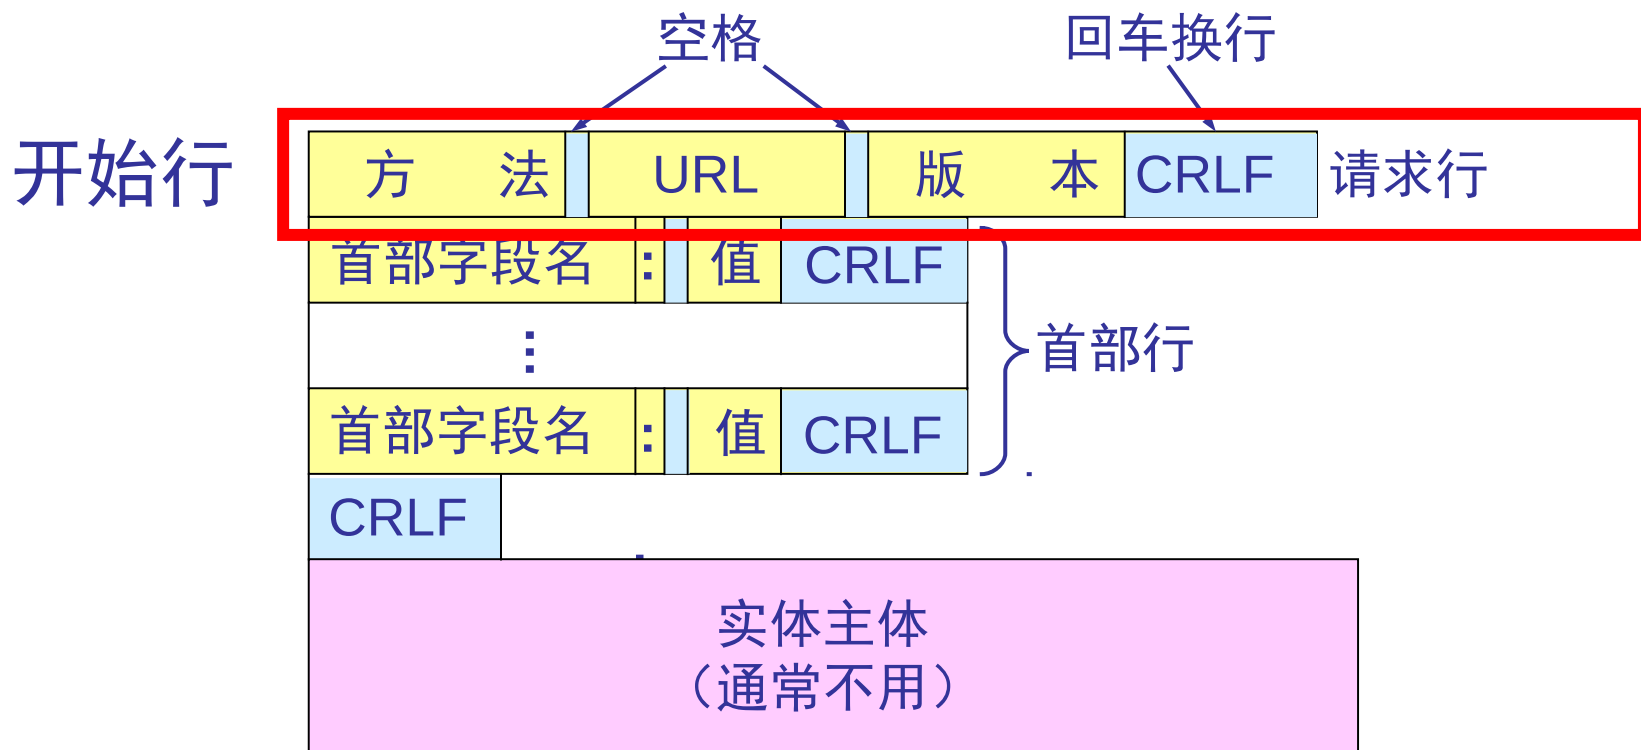 空格 回车换行
开始行 方 法 URL 版 本 CRLF 请求行
首部字段名 : 值 CRLF
⋮ 首部行
首部字段名 : 值 CRLF
CRLF
实体主体
（通常不用）